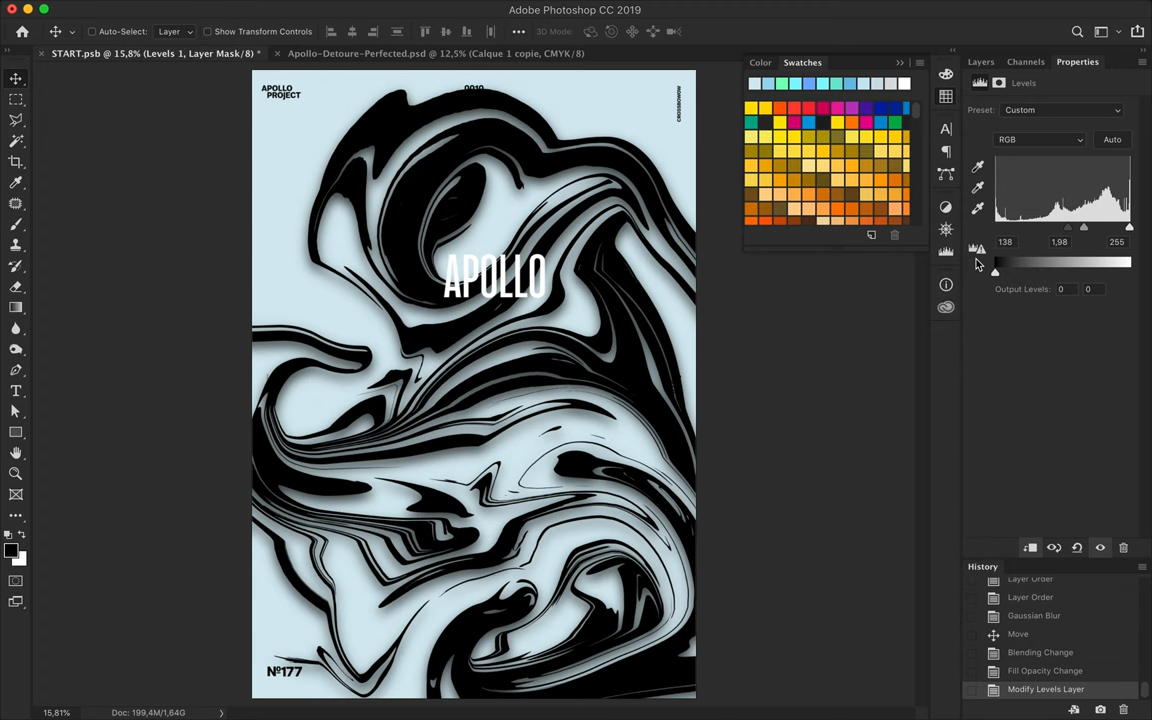 Adobe Photoshop CC 2019
Auto-Select: Layer Show Transform Controls 3D Mode:
START.psb @ 15,8% (Levels 1, Layer Mask/8) *
Apollo-Detoure-Perfected.psd @ 12,5% (Calque 1 copie, CMYK/8)
Color Swatches
Layers Channels Properties
Levels
Preset: Custom
RGB Auto
138 1,98 255
Output Levels: 0 0
APOLLO
PROJECT
0010
CROSSBOWOW
APOLLO
Nº177
History
Layer Order
Layer Order
Gaussian Blur
Move
Blending Change
Fill Opacity Change
Modify Levels Layer
15,81% Doc: 199,4M/1,64G